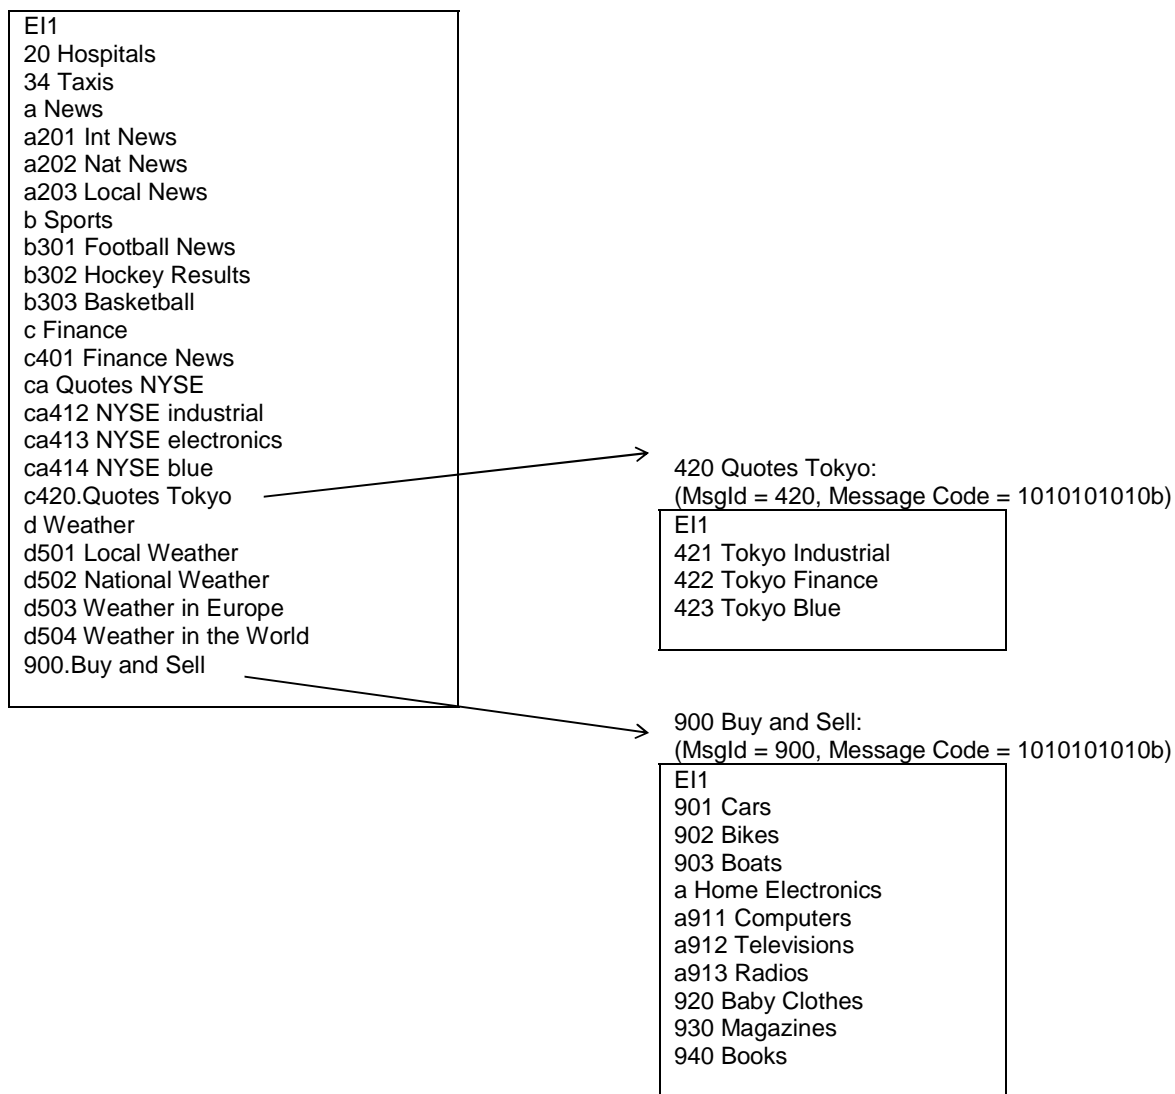 EI1
20 Hospitals
34 Taxis
a News
a201 Int News
a202 Nat News
a203 Local News
b Sports
b301 Football News
b302 Hockey Results
b303 Basketball
c Finance
c401 Finance News
ca Quotes NYSE
ca412 NYSE industrial
ca413 NYSE electronics
ca414 NYSE blue
c420.Quotes Tokyo
d Weather
d501 Local Weather
d502 National Weather
d503 Weather in Europe
d504 Weather in the World
900.Buy and Sell
420 Quotes Tokyo:
(MsgId = 420, Message Code = 1010101010b)
EI1
421 Tokyo Industrial
422 Tokyo Finance
423 Tokyo Blue
900 Buy and Sell:
(MsgId = 900, Message Code = 1010101010b)
EI1
901 Cars
902 Bikes
903 Boats
a Home Electronics
a911 Computers
a912 Televisions
a913 Radios
920 Baby Clothes
930 Magazines
940 Books